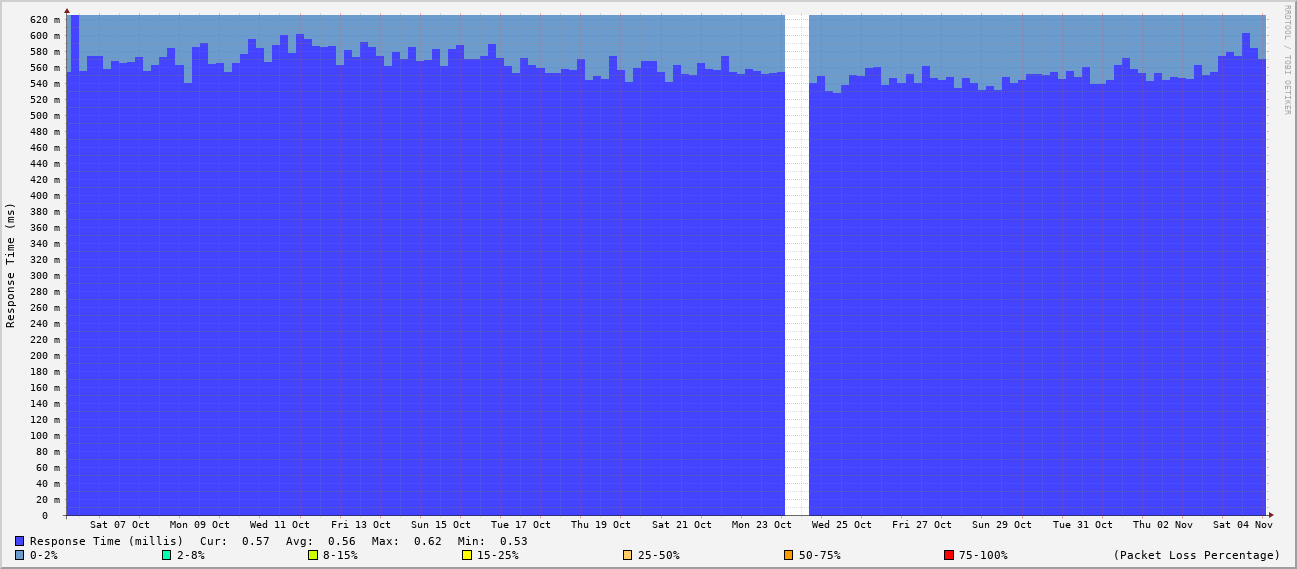 RRDTOOL / TOBI OETIKER
Response Time (ms)
620 m
600 m
580 m
560 m
540 m
520 m
500 m
480 m
460 m
440 m
420 m
400 m
380 m
360 m
340 m
320 m
300 m
280 m
260 m
240 m
220 m
200 m
180 m
160 m
140 m
120 m
100 m
80 m
60 m
40 m
20 m
0
Sat 07 Oct Mon 09 Oct Wed 11 Oct Fri 13 Oct Sun 15 Oct Tue 17 Oct Thu 19 Oct Sat 21 Oct Mon 23 Oct Wed 25 Oct Fri 27 Oct Sun 29 Oct Tue 31 Oct Thu 02 Nov Sat 04 Nov
Response Time (millis) Cur: 0.57 Avg: 0.56 Max: 0.62 Min: 0.53
0-2% 2-8% 8-15% 15-25% 25-50% 50-75% 75-100% (Packet Loss Percentage)